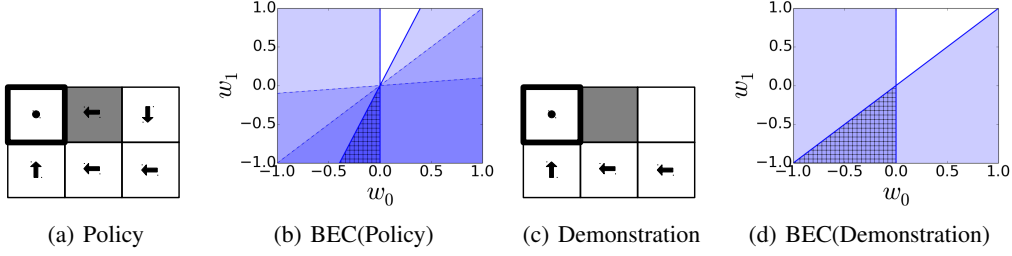 1.0
0.5
0.0
−0.5
−1.0
w₁
−1.0 −0.5 0.0 0.5 1.0
w₀
1.0
0.5
0.0
−0.5
−1.0
w₁
−1.0 −0.5 0.0 0.5 1.0
w₀
(a) Policy
(b) BEC(Policy)
(c) Demonstration
(d) BEC(Demonstration)